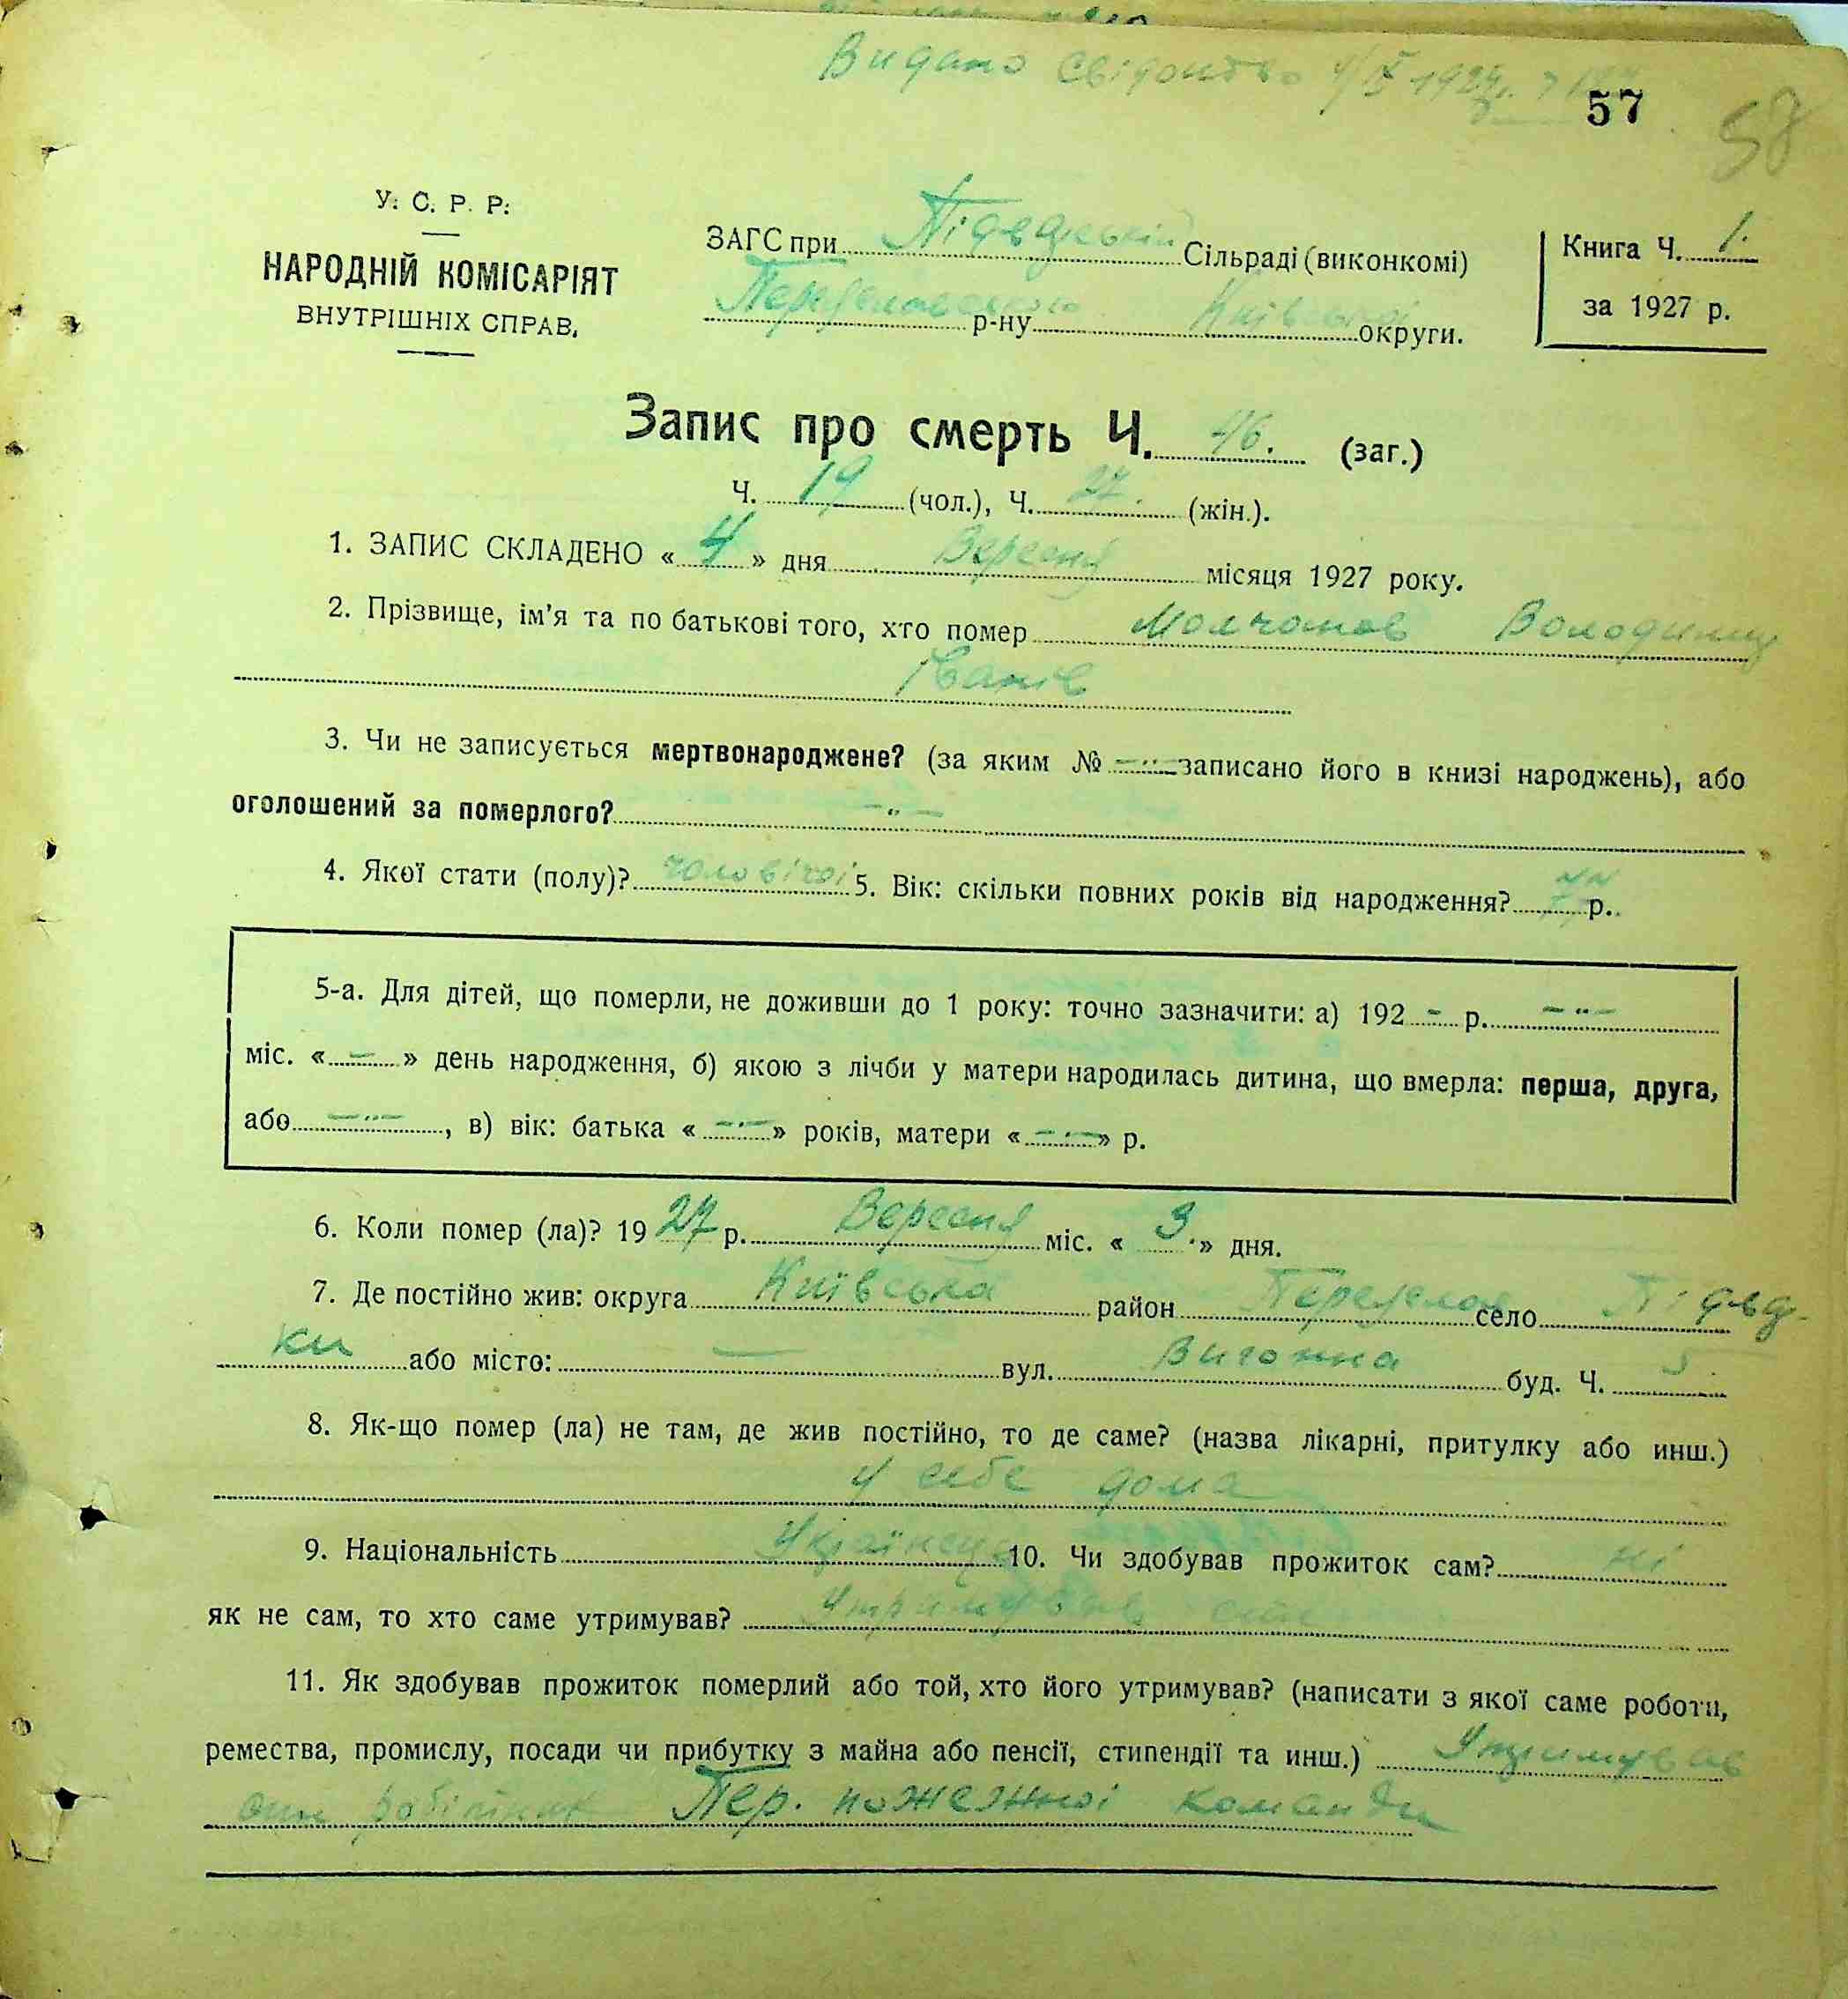 Видано свідоцтво 4/IX 1927р.
57
58
У. С. Р. Р.
НАРОДНІЙ КОМІСАРІЯТ
ВНУТРІШНІХ СПРАВ.
ЗАГС при Підварській Сільраді (виконкомі)
Переяславського р-ну Київської округи.
Книга Ч. 1.
за 1927 р.
Запис про смерть Ч. 46. (заг.)
Ч. 19 (чол.), Ч. 27. (жін.).
1. ЗАПИС СКЛАДЕНО « 4 » дня Вересня місяця 1927 року.
2. Прізвище, ім'я та по батькові того, хто помер Молчанов Володимир
Іванів
3. Чи не записується мертвонароджене? (за яким № -"- записано його в книзі народжень), або
оголошений за померлого? -"-
4. Якої стати (полу)? чоловічої 5. Вік: скільки повних років від народження? р.
5-а. Для дітей, що померли, не доживши до 1 року: точно зазначити: а) 192 - р. -"-
міс. « - » день народження, б) якою з лічби у матери народилась дитина, що вмерла: перша, друга,
або -"- , в) вік: батька « -"- » років, матери « -"- » р.
6. Коли помер (ла)? 1927 р. Вересня міс. « 3. » дня.
7. Де постійно жив: округа Київська район Переяслав село
ки або місто: — вул. Вигонна буд. Ч. 5
8. Як-що помер (ла) не там, де жив постійно, то де саме? (назва лікарні, притулку або инш.)
у себе дома
9. Національність Українець 10. Чи здобував прожиток сам? ні
як не сам, то хто саме утримував? Утримував син
11. Як здобував прожиток померлий або той, хто його утримував? (написати з якої саме роботи,
ремества, промислу, посади чи прибутку з майна або пенсії, стипендії та инш.) Утримував
син робітник Пер. пожежної команди